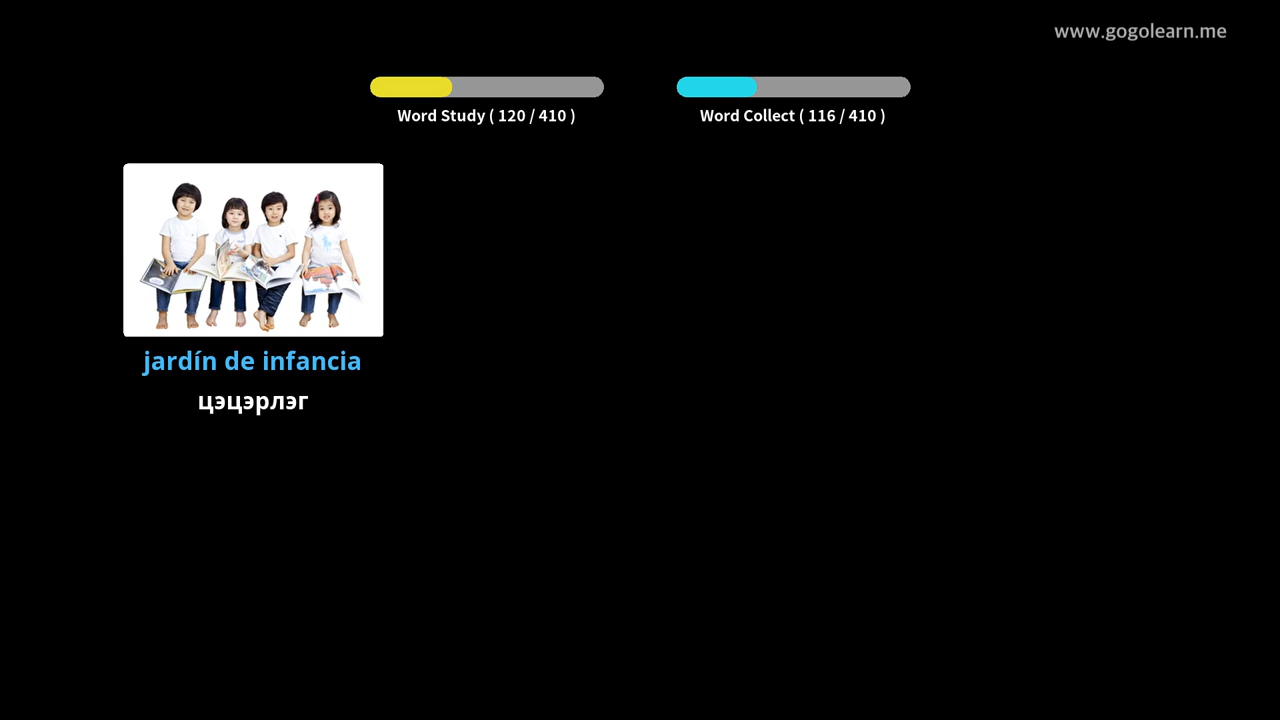 www.gogolearn.me
Word Study ( 120 / 410 )
Word Collect ( 116 / 410 )
jardín de infancia
цэцэрлэг